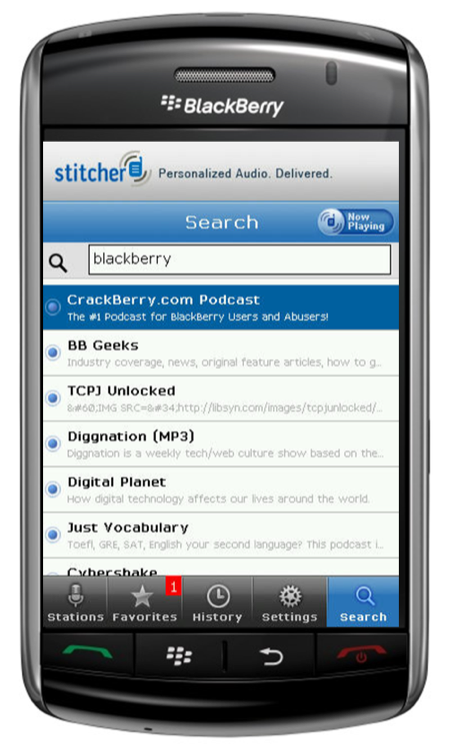 BlackBerry
stitcher Personalized Audio. Delivered.
Search
Now
Playing
blackberry
CrackBerry.com Podcast
The #1 Podcast for BlackBerry Users and Abusers!
BB Geeks
Industry coverage, news, original feature articles, how to g...
TCPJ Unlocked
&#60;IMG SRC=&#34;http://libsyn.com/images/tcpjunlocked/...
Diggnation (MP3)
Diggnation is a weekly tech/web culture show based on the...
Digital Planet
How digital technology affects our lives around the world.
Just Vocabulary
Toefl, GRE, SAT, English your second language? This podcast i...
Cybershake
1
Stations Favorites History Settings Search